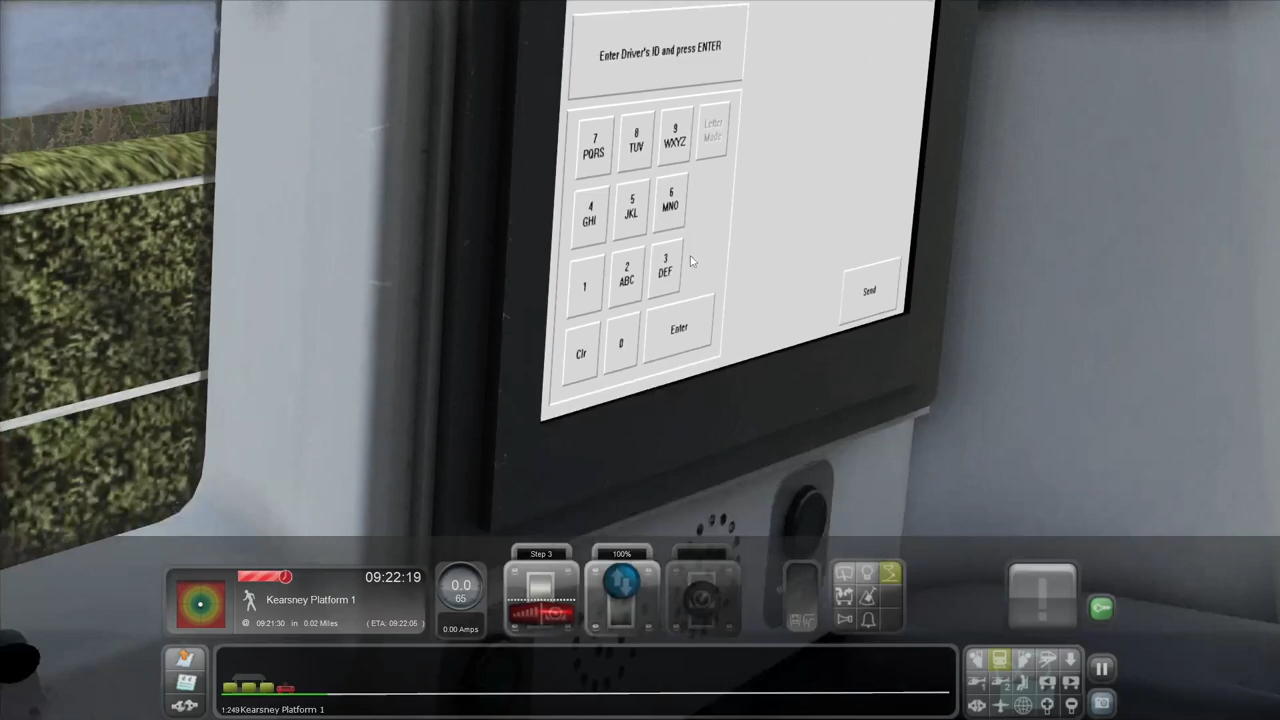 Enter Driver's ID and press ENTER
7 PQRS
8 TUV
9 WXYZ
Letter Mode
4 GHI
5 JKL
6 MNO
1
2 ABC
3 DEF
Clr
0
Enter
Send
Step 3
100%
09:22:19
Kearsney Platform 1
@ 09:21:30 in 0.02 Miles ( ETA: 09:22:05 )
0.0
65
0.00 Amps
1:249 Kearsney Platform 1
1
2